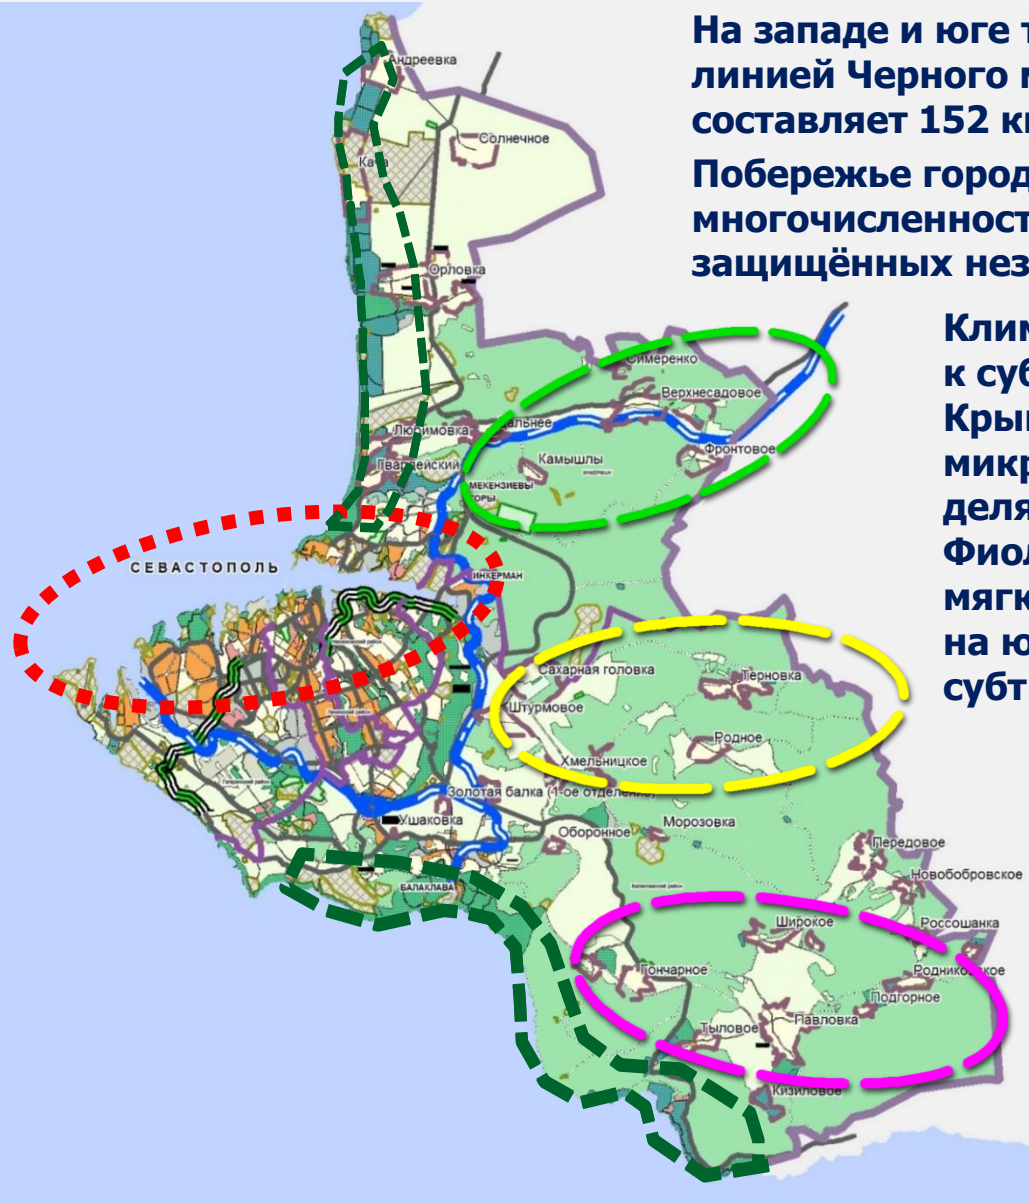 На западе и юге т
линией Черного м
составляет 152 к
Побережье город
многочисленност
защищённых нез
Клим
к суб
Кры
микр
деля
Фиол
мягк
на ю
субт
Андреевка
Солнечное
Кача
Орловка
Симеренко
Верхнесадовое
Любимовка
Дальнее
Фронтовое
Гвардейский
Камышлы
МЕКЕНЗИЕВЫ
ГОРЫ
СЕВАСТОПОЛЬ
ИНКЕРМАН
Сахарная головка
Терновка
Штурмовое
Родное
Хмельницкое
Золотая балка (1-ое отделение)
Ушаковка
Оборонное
Морозовка
Передовое
БАЛАКЛАВА
Новобобровское
Широкое
Россошанка
Гончарное
Родниковское
Подгорное
Тыловое
Павловка
Кизиловое